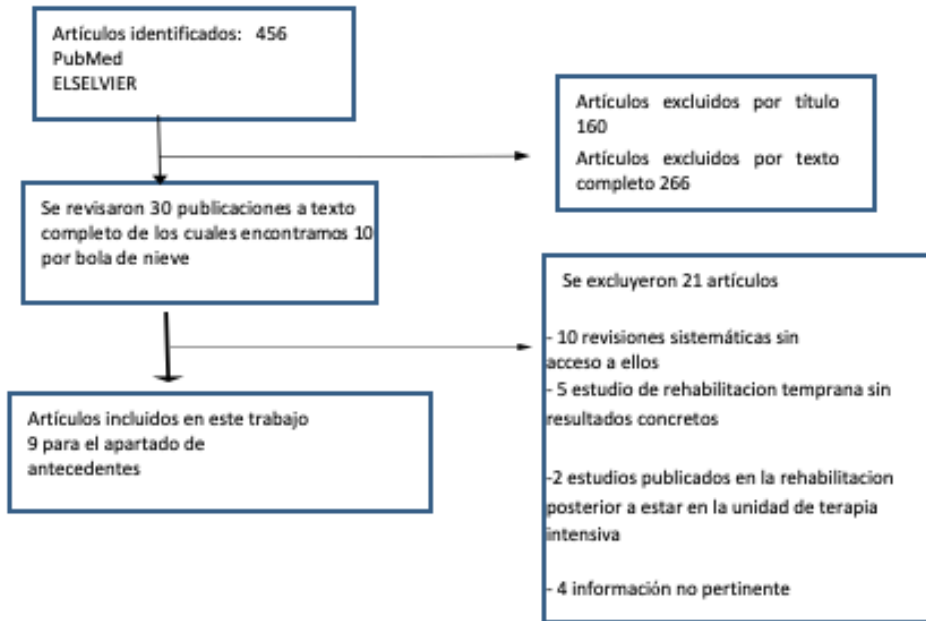 Artículos identificados: 456
PubMed
ELSELVIER
Artículos excluidos por título
160
Artículos excluidos por texto
completo 266
Se revisaron 30 publicaciones a texto
completo de los cuales encontramos 10
por bola de nieve
Se excluyeron 21 artículos
- 10 revisiones sistemáticas sin
acceso a ellos
- 5 estudio de rehabilitacion temprana sin
resultados concretos
-2 estudios publicados en la rehabilitacion
posterior a estar en la unidad de terapia
intensiva
- 4 información no pertinente
Artículos incluidos en este trabajo
9 para el apartado de
antecedentes